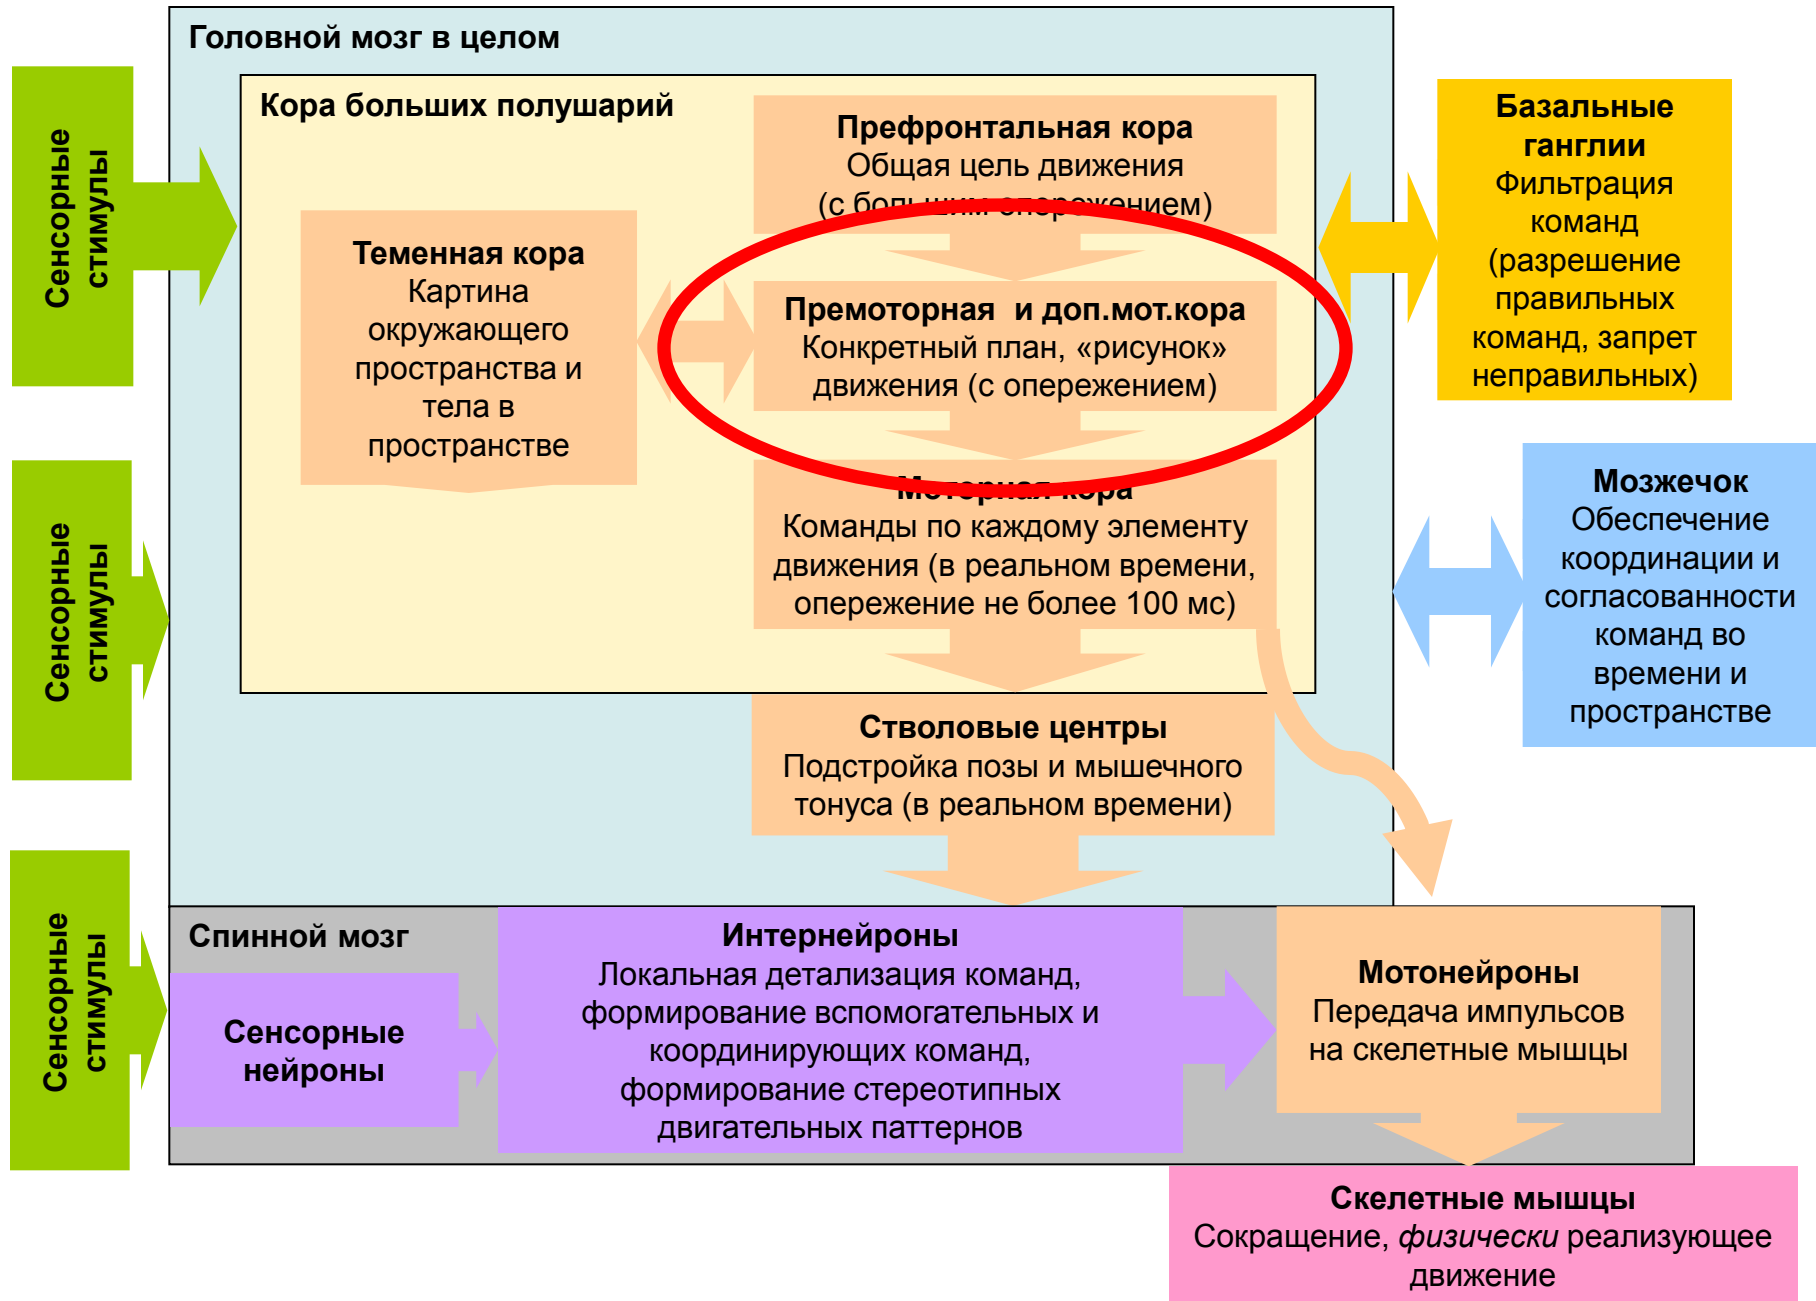 Головной мозг в целом
Кора больших полушарий
Сенсорные
стимулы
Префронтальная кора
Общая цель движения
(с большим опережением)
Базальные
ганглии
Фильтрация
команд
(разрешение
правильных
команд, запрет
неправильных)
Теменная кора
Картина
окружающего
пространства и
тела в
пространстве
Премоторная и доп.мот.кора
Конкретный план, «рисунок»
движения (с опережением)
Сенсорные
стимулы
Моторная кора
Команды по каждому элементу
движения (в реальном времени,
опережение не более 100 мс)
Мозжечок
Обеспечение
координации и
согласованности
команд во
времени и
пространстве
Стволовые центры
Подстройка позы и мышечного
тонуса (в реальном времени)
Сенсорные
стимулы
Спинной мозг
Сенсорные
нейроны
Интернейроны
Локальная детализация команд,
формирование вспомогательных и
координирующих команд,
формирование стереотипных
двигательных паттернов
Мотонейроны
Передача импульсов
на скелетные мышцы
Скелетные мышцы
Сокращение, физически реализующее
движение